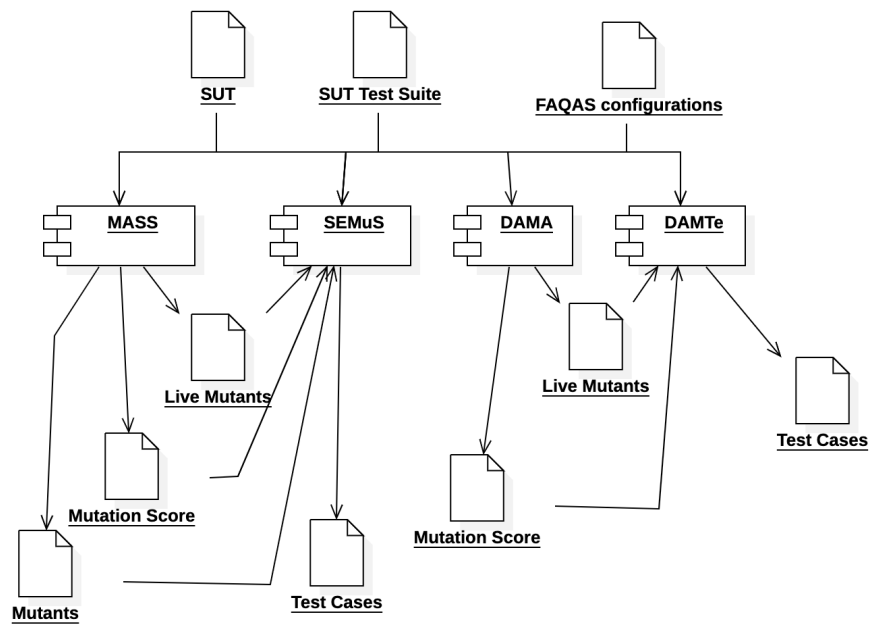 SUT
SUT Test Suite
FAQAS configurations
MASS
SEMuS
DAMA
DAMTe
Live Mutants
Live Mutants
Test Cases
Mutation Score
Mutation Score
Mutants
Test Cases